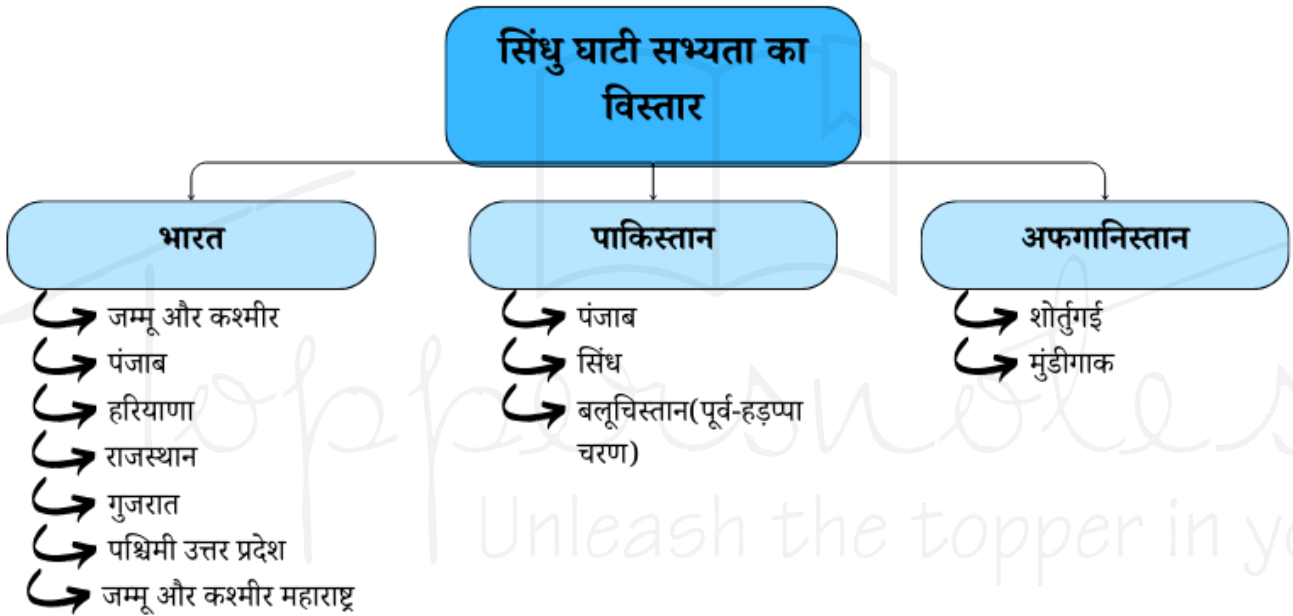 सिंधु घाटी सभ्यता का
विस्तार
भारत
जम्मू और कश्मीर
पंजाब
हरियाणा
राजस्थान
गुजरात
पश्चिमी उत्तर प्रदेश
जम्मू और कश्मीर महाराष्ट्र
पाकिस्तान
पंजाब
सिंध
बलूचिस्तान(पूर्व-हड़प्पा
चरण)
अफगानिस्तान
शोर्तुगई
मुंडीगाक
Toppersnotes
Unleash the topper in